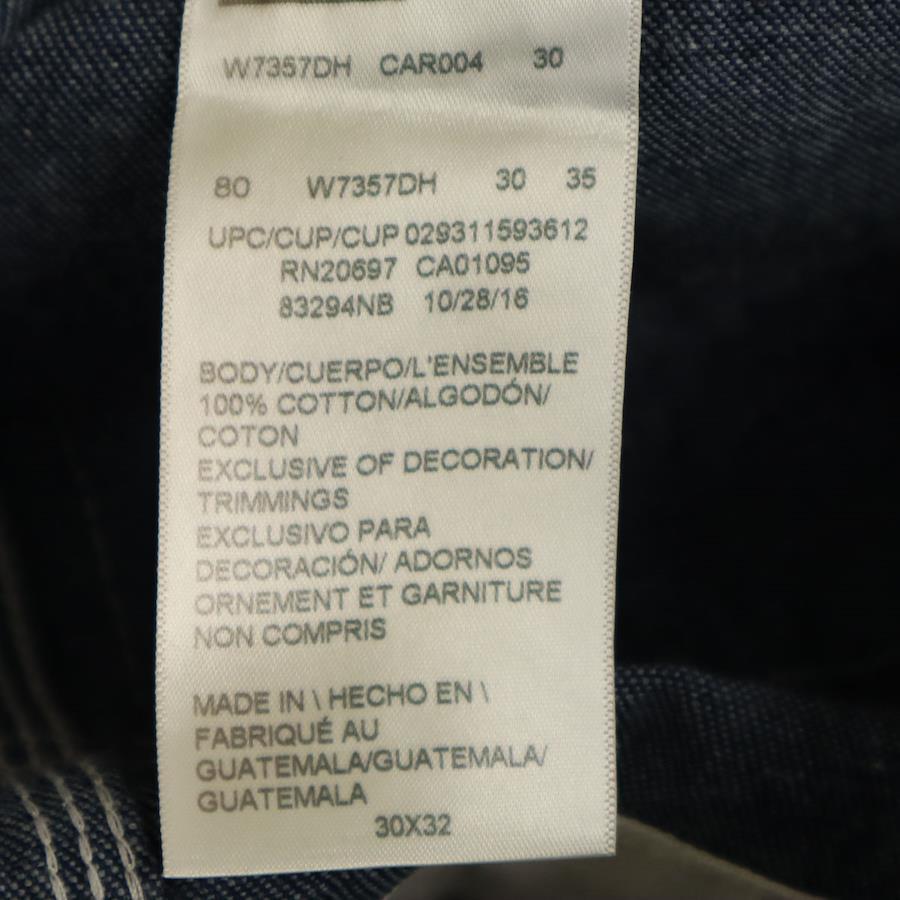 W7357DH CAR004 30
80 W7357DH 30 35
UPC/CUP/CUP 029311593612
RN20697 CA01095
83294NB 10/28/16
BODY/CUERPO/L'ENSEMBLE
100% COTTON/ALGODÓN/
COTON
EXCLUSIVE OF DECORATION/
TRIMMINGS
EXCLUSIVO PARA
DECORACIÓN/ ADORNOS
ORNEMENT ET GARNITURE
NON COMPRIS
MADE IN \ HECHO EN \
FABRIQUÉ AU
GUATEMALA/GUATEMALA/
GUATEMALA
30X32